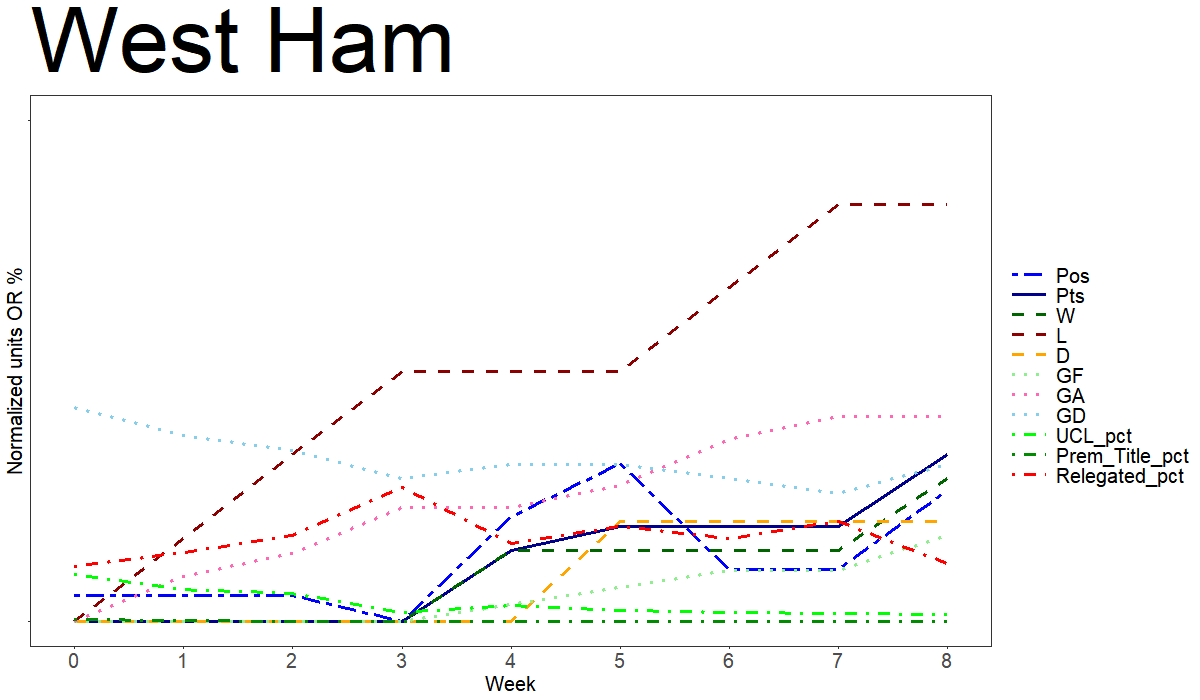 West Ham
Normalized units OR %
0 1 2 3 4 5 6 7 8
Week
Pos
Pts
W
L
D
GF
GA
GD
UCL_pct
Prem_Title_pct
Relegated_pct